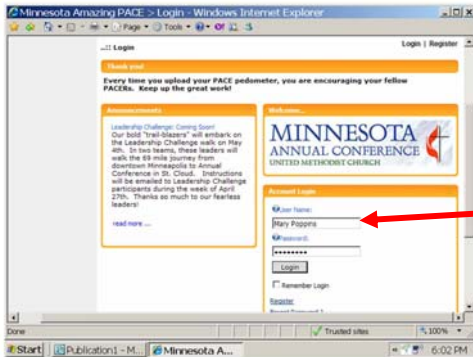 Minnesota Amazing PACE > Login - Windows Internet Explorer
Page Tools
...:: Login
Login | Register
Thank you!
Every time you upload your PACE pedometer, you are encouraging your fellow
PACERs. Keep up the great work!
Announcements
Leadership Challenge: Coming Soon!
Our bold "trail-blazers" will embark on
the Leadership Challenge walk on May
4th. In two teams, these leaders will
walk the 69 mile journey from
downtown Minneapolis to Annual
Conference in St. Cloud. Instructions
will be emailed to Leadership Challenge
participants during the week of April
27th. Thanks so much to our fearless
leaders!
read more ...
Welcome...
MINNESOTA
ANNUAL CONFERENCE
UNITED METHODIST CHURCH
Account Login
User Name:
Mary Poppins
Password:
Login
Remember Login
Register
Done
Trusted sites
100%
Start
Publication1 - M...
Minnesota A...
6:02 PM